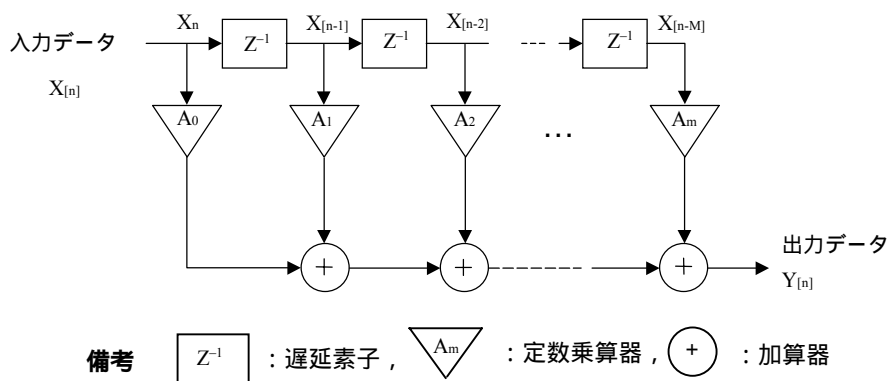 Xn X[n-1] X[n-2] X[n-M]
入力データ Z⁻¹ Z⁻¹ Z⁻¹
X[n]
A0 A1 A2 ... Am
出力データ
+ + +
Y[n]
備考 Z⁻¹ :遅延素子, Am :定数乗算器, + :加算器